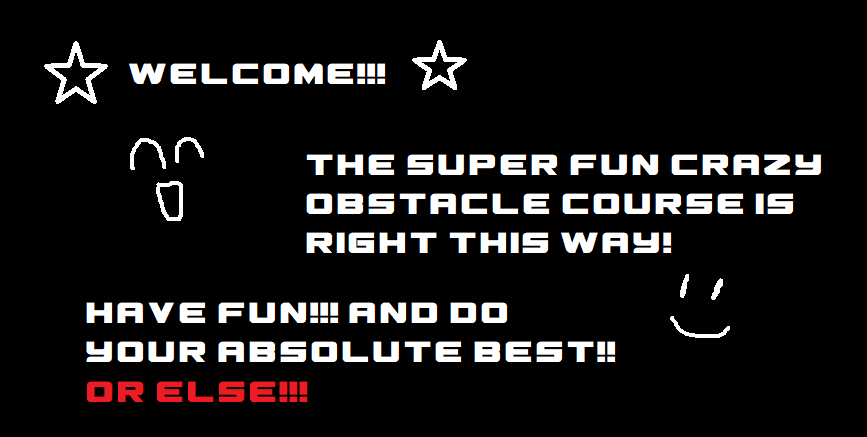 WELCOME!!!
THE SUPER FUN CRAZY
OBSTACLE COURSE IS
RIGHT THIS WAY!
HAVE FUN!!! AND DO
YOUR ABSOLUTE BEST!!
OR ELSE!!!